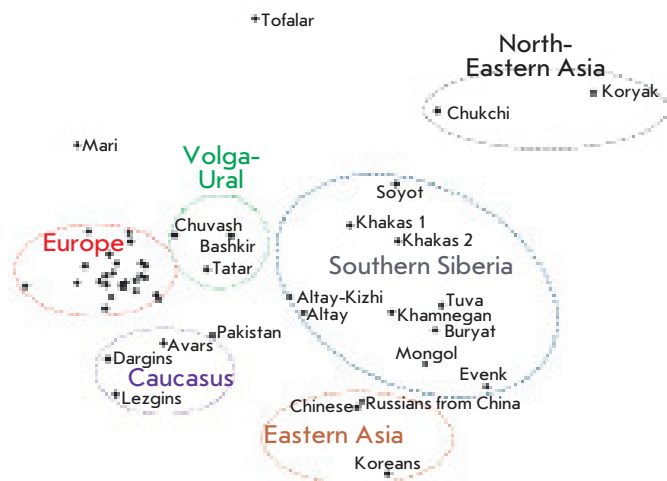 Tofalar
North-
Eastern Asia
Koryak
Chukchi
Mari
Volga-
Ural
Soyot
Chuvash
Khakas 1
Europe
Bashkir
Khakas 2
Tatar
Southern Siberia
Altay-Kizhi
Tuva
Altay
Khamnegan
Buryat
Pakistan
Avars
Dargins
Mongol
Caucasus
Evenk
Lezgins
Chinese
Russians from China
Eastern Asia
Koreans